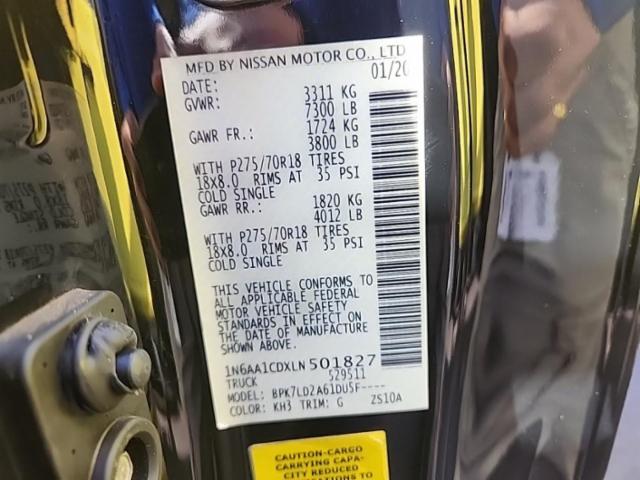 MFD BY NISSAN MOTOR CO., LTD
DATE: 01/20
GVWR: 3311 KG
7300 LB
GAWR FR.: 1724 KG
3800 LB
WITH P275/70R18 TIRES
18X8.0 RIMS AT 35 PSI
COLD SINGLE
GAWR RR.: 1820 KG
4012 LB
WITH P275/70R18 TIRES
18X8.0 RIMS AT 35 PSI
COLD SINGLE
THIS VEHICLE CONFORMS TO
ALL APPLICABLE FEDERAL
MOTOR VEHICLE SAFETY
STANDARDS IN EFFECT ON
THE DATE OF MANUFACTURE
SHOWN ABOVE.
1N6AA1CDXLN501827
TRUCK 529511
MODEL: BPK7LD2A61DU5F----
COLOR: KH3 TRIM: G ZS10A
CAUTION-CARGO
CARRYING CAPA-
CITY REDUCED